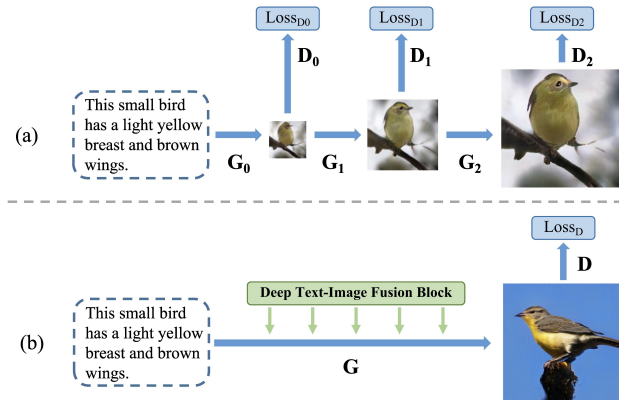 Loss_D0
Loss_D1
Loss_D2
D_0
D_1
D_2
(a)
This small bird
has a light yellow
breast and brown
wings.
G_0
G_1
G_2
Loss_D
D
Deep Text-Image Fusion Block
(b)
This small bird
has a light yellow
breast and brown
wings.
G